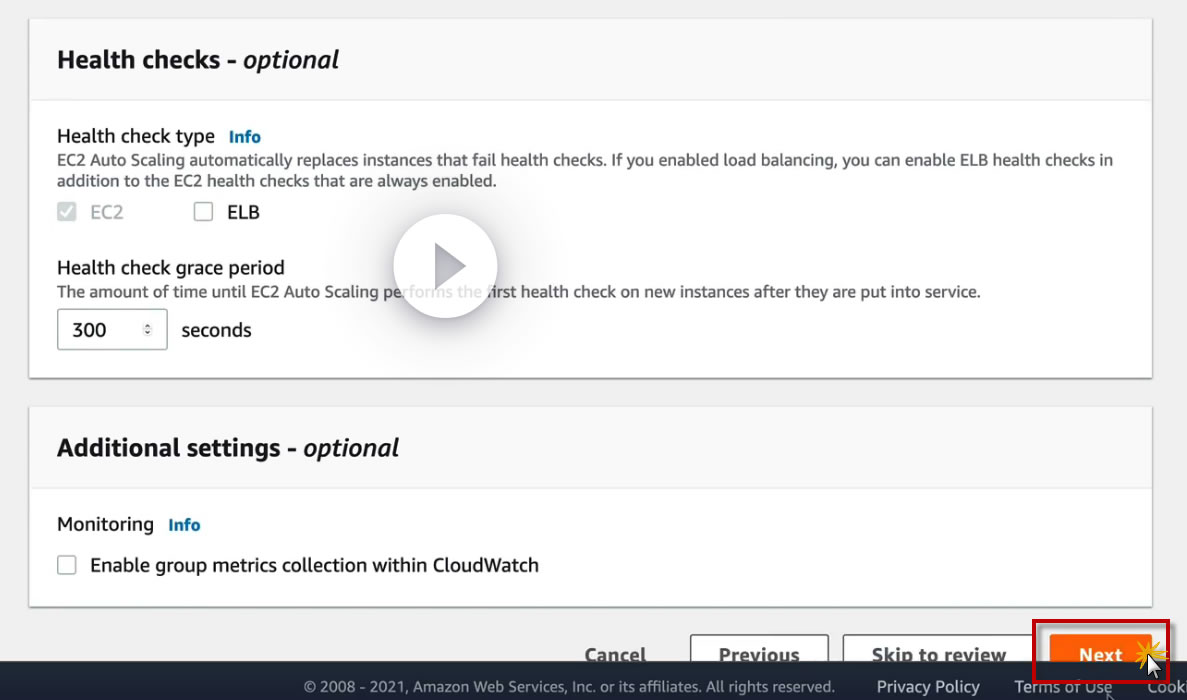 Health checks - optional
Health check type Info
EC2 Auto Scaling automatically replaces instances that fail health checks. If you enabled load balancing, you can enable ELB health checks in
addition to the EC2 health checks that are always enabled.
EC2 ELB
Health check grace period
The amount of time until EC2 Auto Scaling performs the first health check on new instances after they are put into service.
300 seconds
Additional settings - optional
Monitoring Info
Enable group metrics collection within CloudWatch
Cancel Previous Skip to review Next
© 2008 - 2021, Amazon Web Services, Inc. or its affiliates. All rights reserved. Privacy Policy Terms of Use Cooki